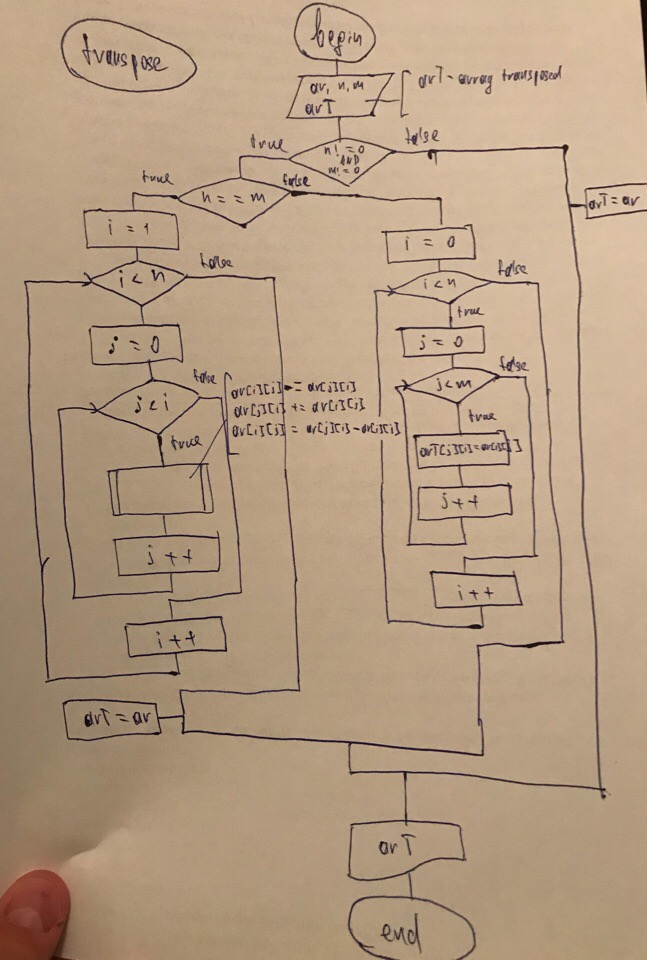 transpose
begin
ar, n, m
arT
arT - array transposed
n! = 0
AND
m! = 0
true
false
arT = ar
n == m
true
false
i = 1
i < n
false
j = 0
j < i
false
true
ar[j][i] = ar[i][j]
ar[i][j] = ar[j][i] - ar[i][j]
j ++
i ++
arT = ar
i = 0
i < n
false
true
j = 0
j < m
false
true
arT[j][i] = ar[i][j]
j ++
i ++
arT
end